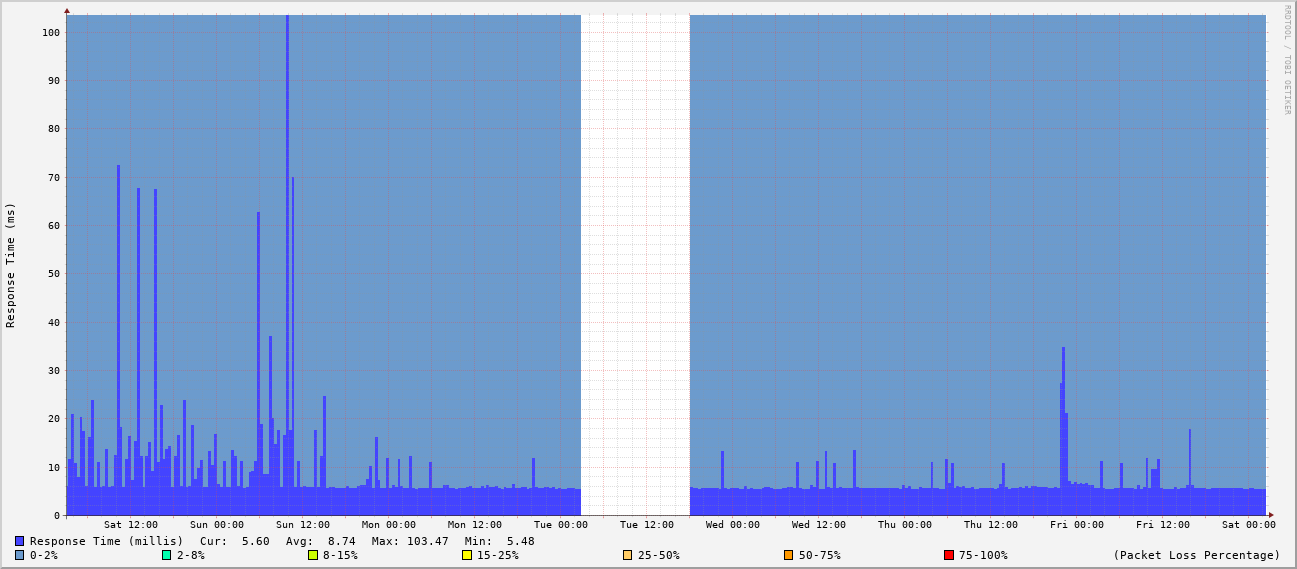 RRDTOOL / TOBI OETIKER
Response Time (ms)
100
90
80
70
60
50
40
30
20
10
0
Sat 12:00 Sun 00:00 Sun 12:00 Mon 00:00 Mon 12:00 Tue 00:00 Tue 12:00 Wed 00:00 Wed 12:00 Thu 00:00 Thu 12:00 Fri 00:00 Fri 12:00 Sat 00:00
Response Time (millis) Cur: 5.60 Avg: 8.74 Max: 103.47 Min: 5.48
0-2% 2-8% 8-15% 15-25% 25-50% 50-75% 75-100% (Packet Loss Percentage)